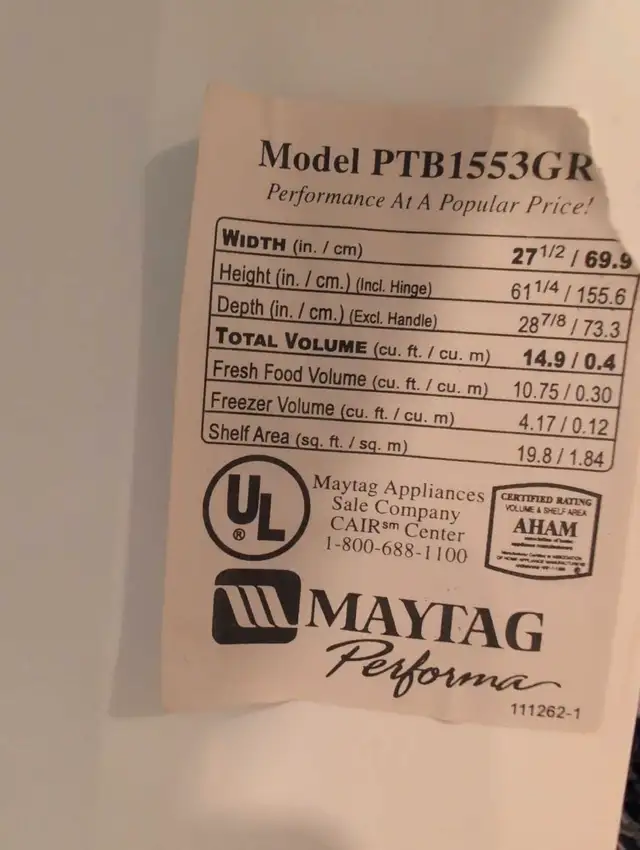 Model PTB1553GR
Performance At A Popular Price!
WIDTH (in. / cm) 27 1/2 / 69.9
Height (in. / cm.) (Incl. Hinge) 61 1/4 / 155.6
Depth (in. / cm.) (Excl. Handle) 28 7/8 / 73.3
TOTAL VOLUME (cu. ft. / cu. m) 14.9 / 0.4
Fresh Food Volume (cu. ft. / cu. m) 10.75 / 0.30
Freezer Volume (cu. ft. / cu. m) 4.17 / 0.12
Shelf Area (sq. ft. / sq. m) 19.8 / 1.84
UL
®
Maytag Appliances
Sale Company
CAIR℠ Center
1-800-688-1100
CERTIFIED RATING
VOLUME & SHELF AREA
AHAM
MAYTAG
Performa
111262-1